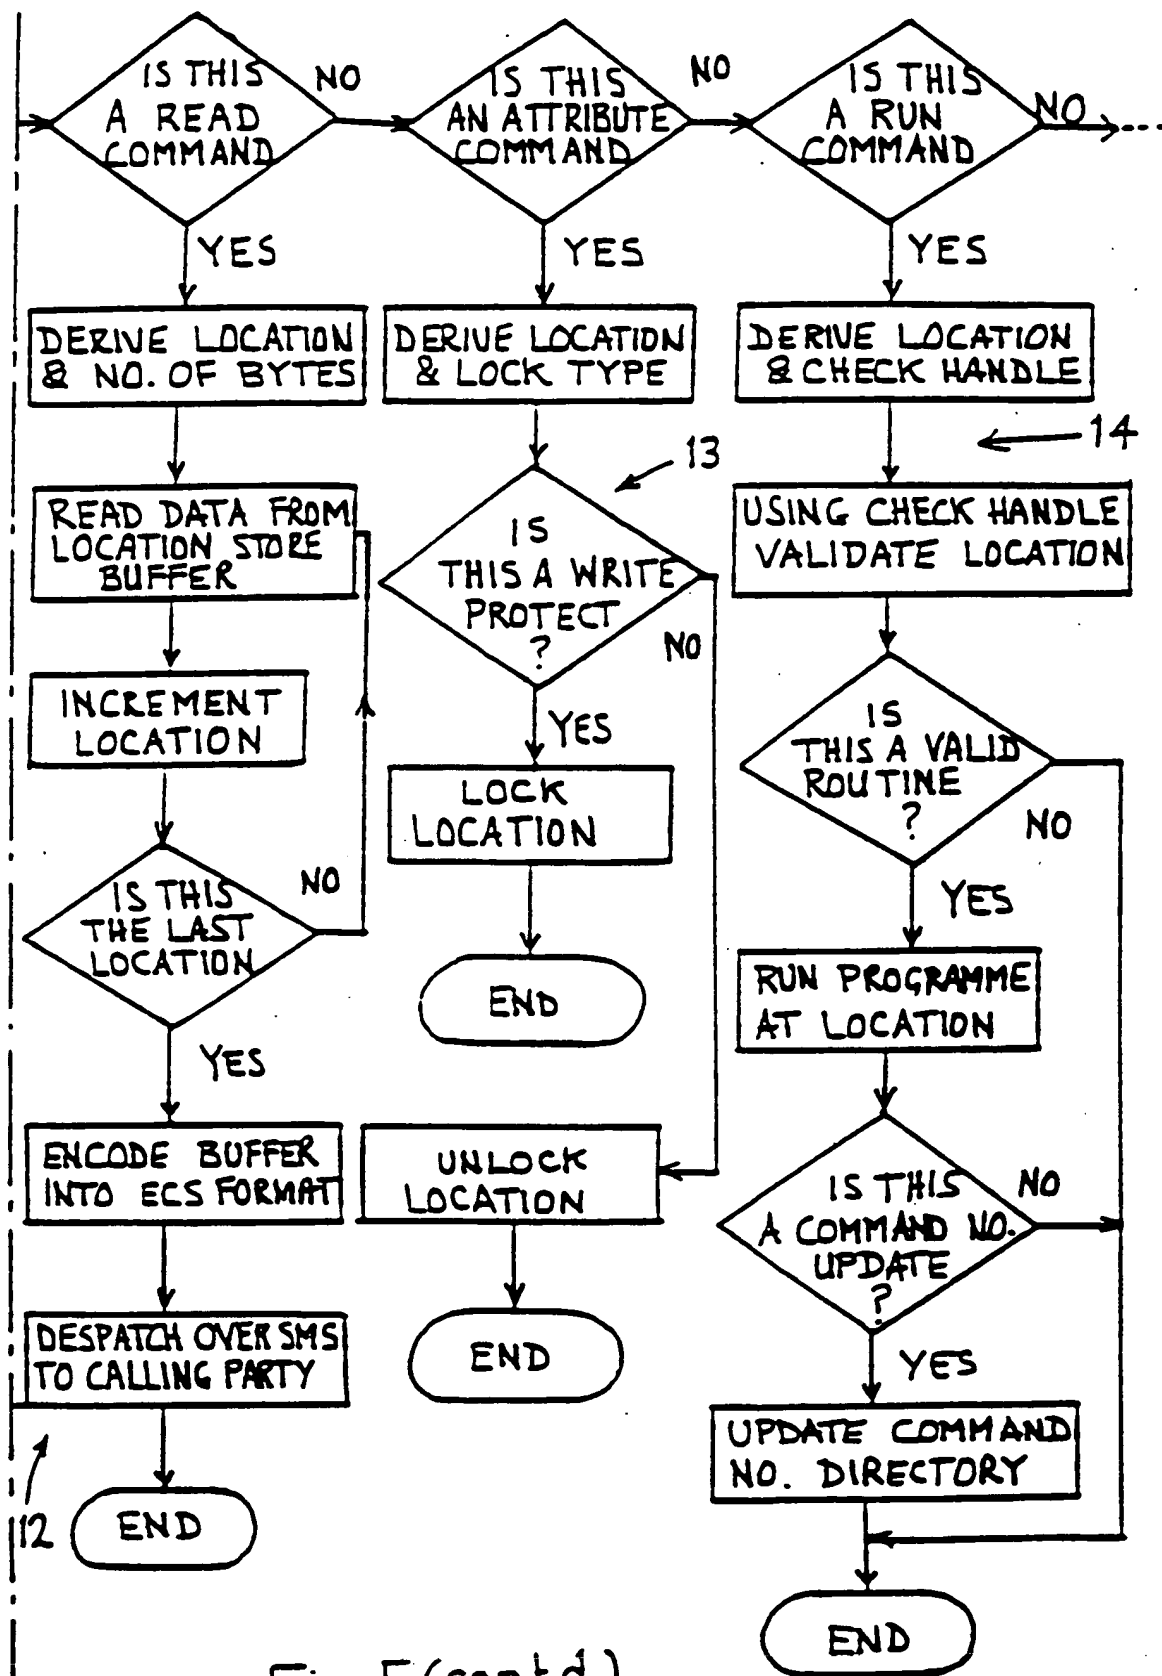 IS THIS
A READ
COMMAND
NO
YES
DERIVE LOCATION
& NO. OF BYTES
READ DATA FROM
LOCATION STORE
BUFFER
INCREMENT
LOCATION
IS THIS
THE LAST
LOCATION
NO
YES
ENCODE BUFFER
INTO ECS FORMAT
DESPATCH OVER SMS
TO CALLING PARTY
12
END
IS THIS
AN ATTRIBUTE
COMMAND
NO
YES
DERIVE LOCATION
& LOCK TYPE
13
IS
THIS A WRITE
PROTECT
?
NO
YES
LOCK
LOCATION
END
UNLOCK
LOCATION
END
IS THIS
A RUN
COMMAND
NO
YES
DERIVE LOCATION
& CHECK HANDLE
14
USING CHECK HANDLE
VALIDATE LOCATION
IS
THIS A VALID
ROUTINE
?
NO
YES
RUN PROGRAMME
AT LOCATION
IS THIS
A COMMAND NO.
UPDATE
?
NO
YES
UPDATE COMMAND
NO. DIRECTORY
END
Fig. 5 (cont'd.)